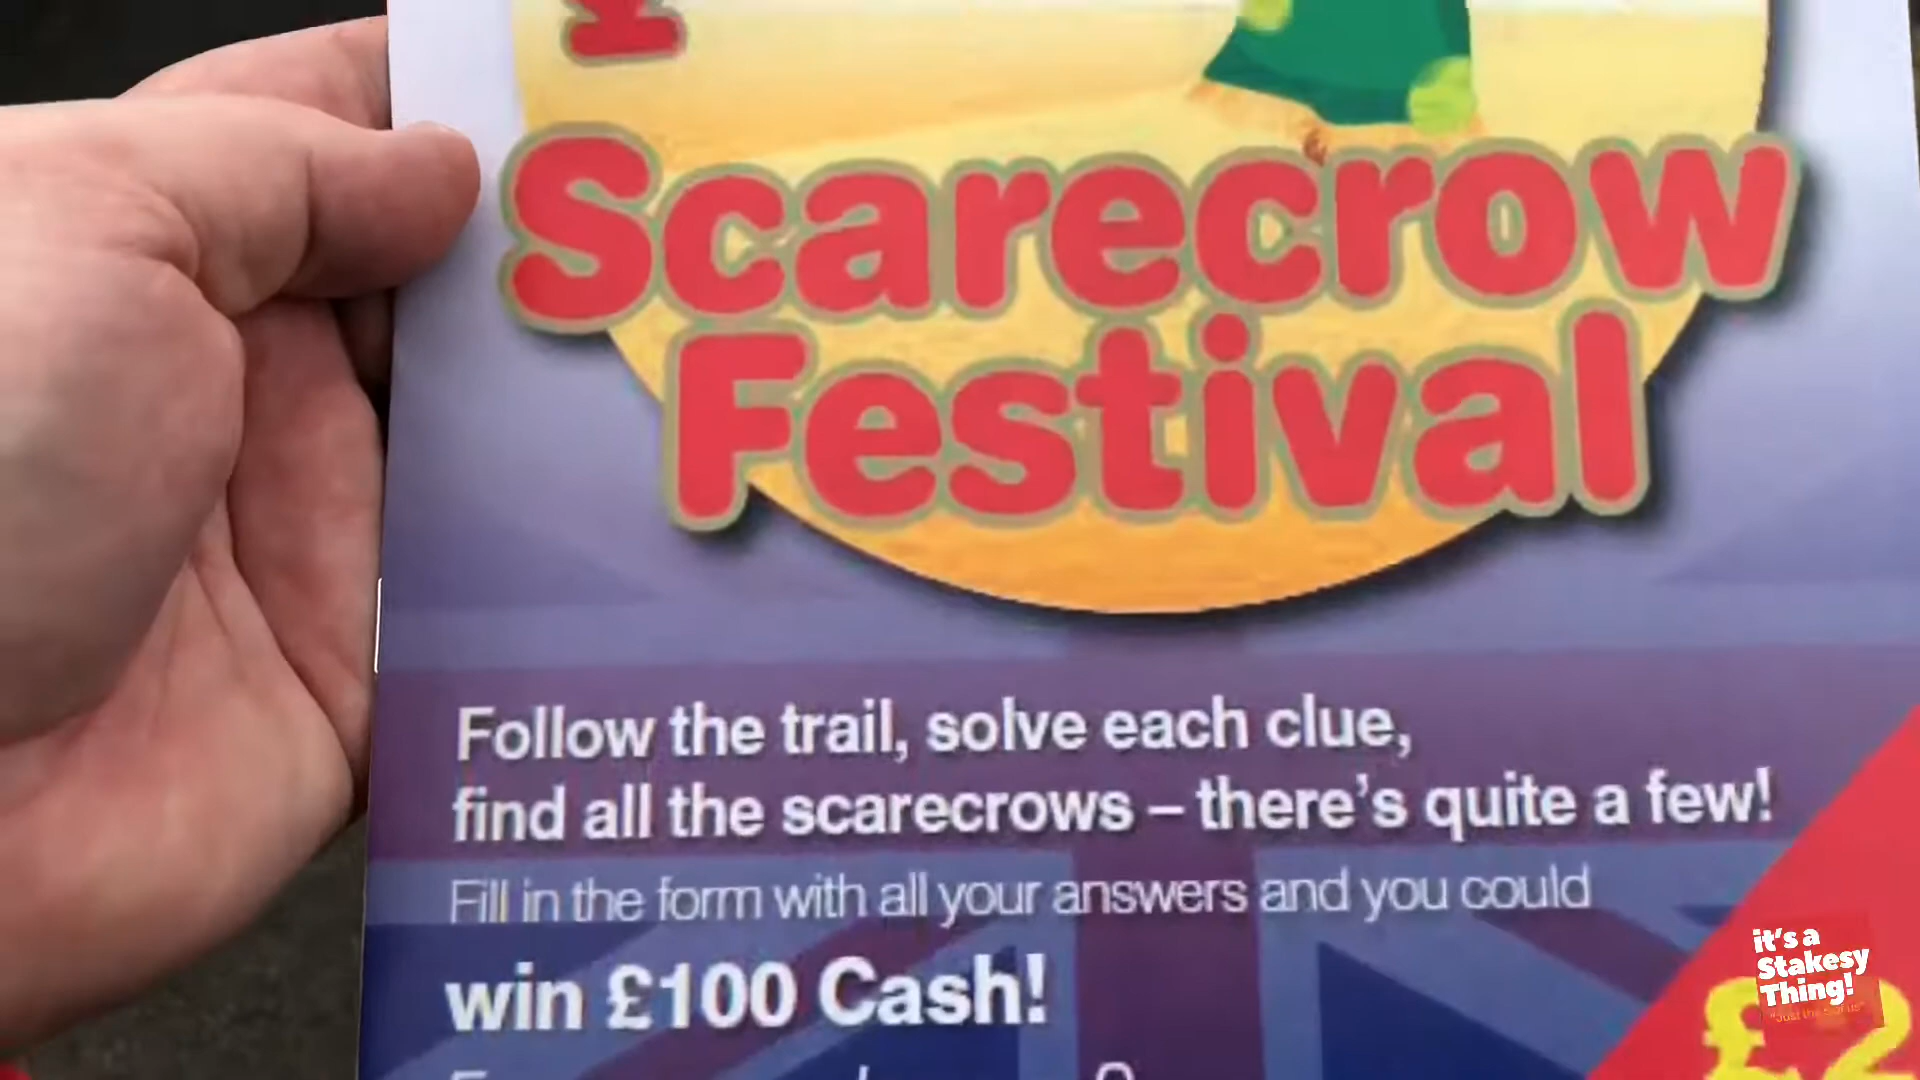 Scarecrow
Festival
Follow the trail, solve each clue,
find all the scarecrows – there's quite a few!
Fill in the form with all your answers and you could
win £100 Cash!
£2
it's a
Stakesy
Thing!